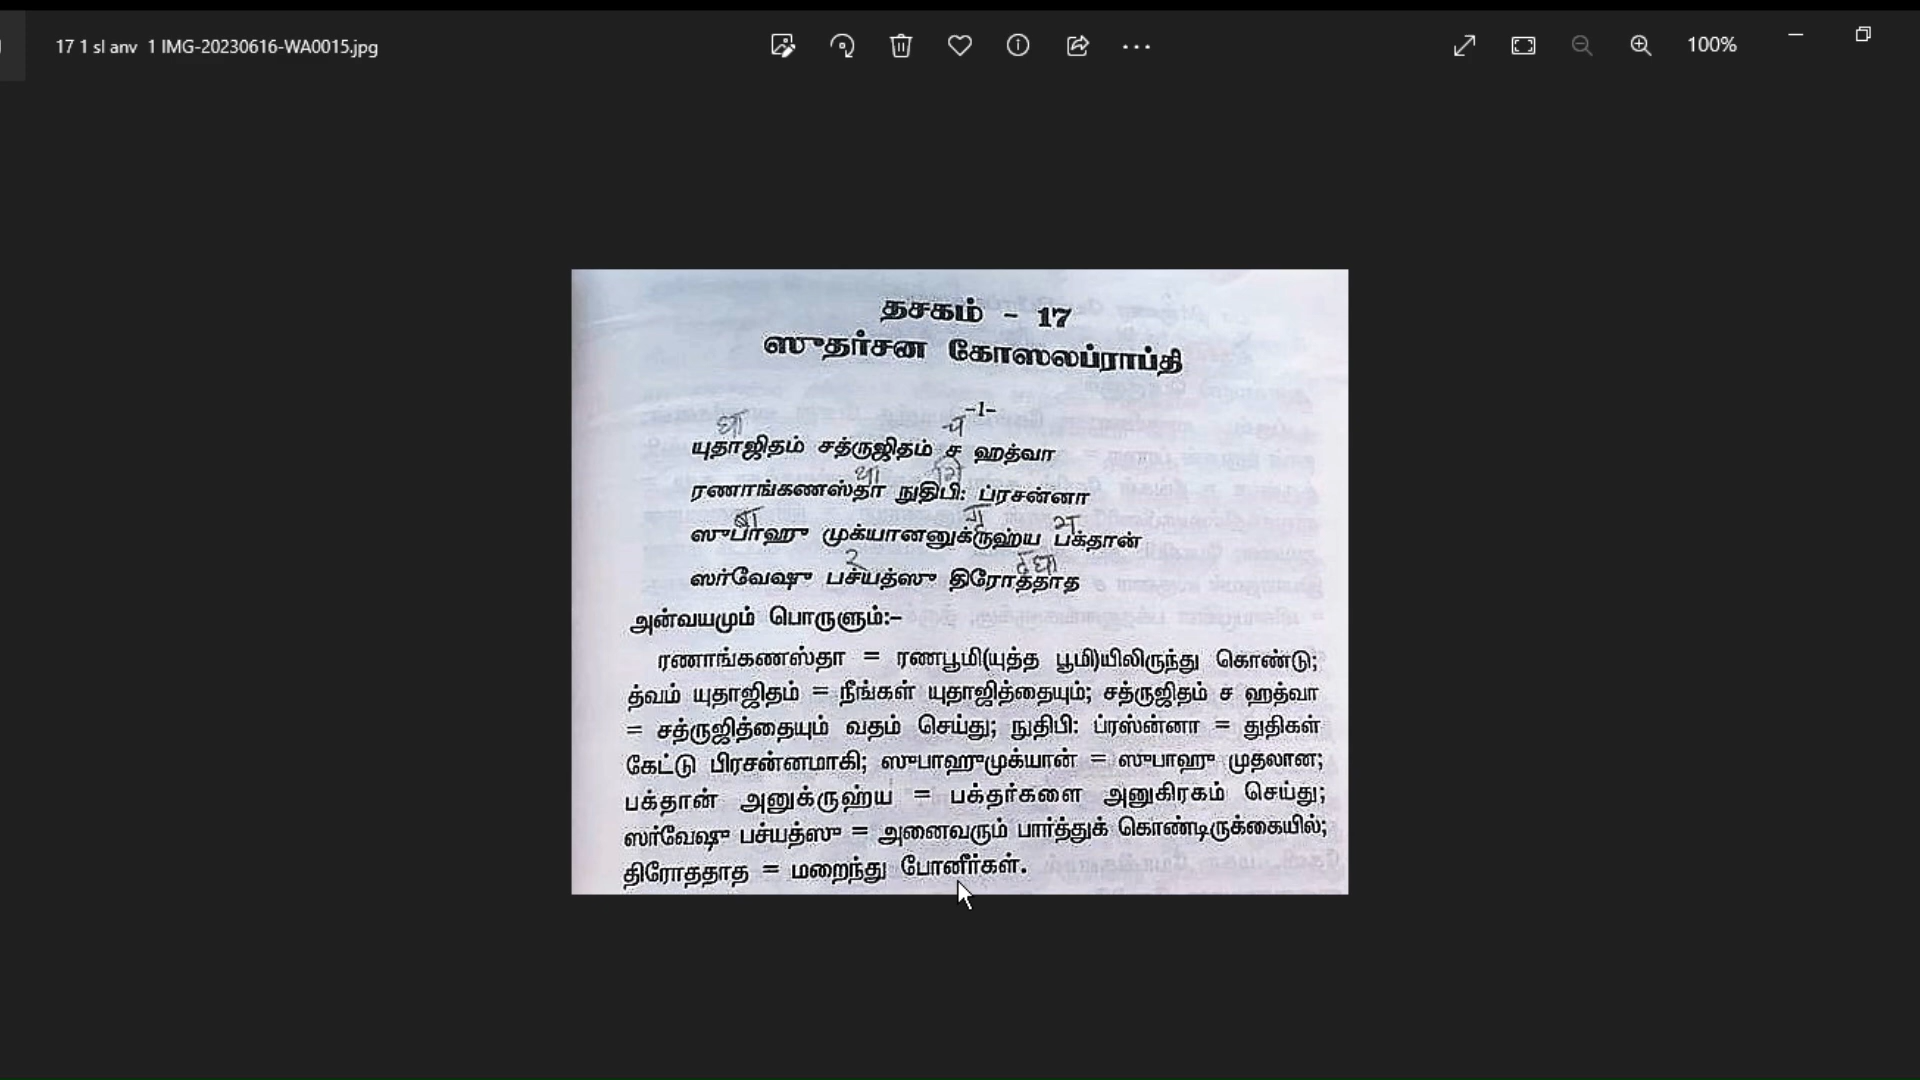 17 1 sl anv 1 IMG-20230616-WA0015.jpg
100%
தசகம் - 17
ஸுதர்சன கோஸலப்ராப்தி
-1-
धा च
யுதாஜிதம் சத்ருஜிதம் ச ஹத்வா
था भि
ரணாங்கணஸ்தா நுதிபி: ப்ரசன்னா
बा गृ भ
ஸுபாஹு முக்யானனுக்ருஹ்ய பக்தான்
दधा
ஸர்வேஷு பச்யத்ஸு திரோத்தாத
அன்வயமும் பொருளும்:-
ரணாங்கணஸ்தா = ரணபூமி(யுத்த பூமி)யிலிருந்து கொண்டு;
த்வம் யுதாஜிதம் = நீங்கள் யுதாஜித்தையும்; சத்ருஜிதம் ச ஹத்வா
= சத்ருஜித்தையும் வதம் செய்து; நுதிபி: ப்ரஸ்ன்னா = துதிகள்
கேட்டு பிரசன்னமாகி; ஸுபாஹுமுக்யான் = ஸுபாஹு முதலான;
பக்தான் அனுக்ருஹ்ய = பக்தர்களை அனுகிரகம் செய்து;
ஸர்வேஷு பச்யத்ஸு = அனைவரும் பார்த்துக் கொண்டிருக்கையில்;
திரோததாத = மறைந்து போனீர்கள்.